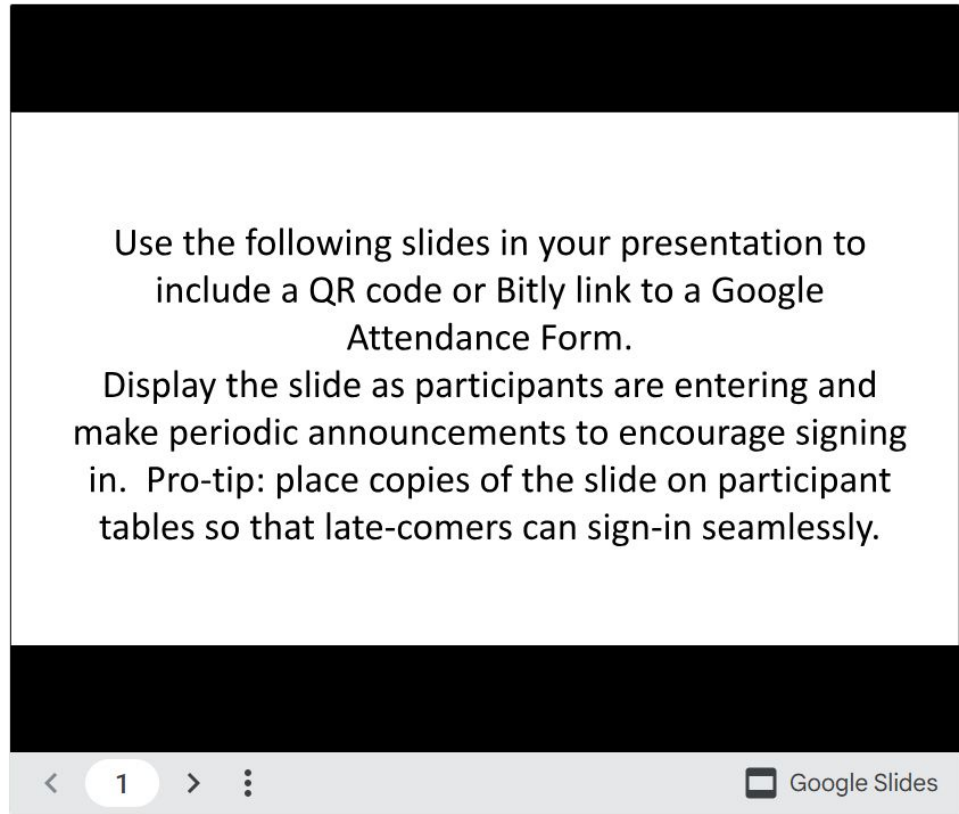 Use the following slides in your presentation to
include a QR code or Bitly link to a Google
Attendance Form.
Display the slide as participants are entering and
make periodic announcements to encourage signing
in.  Pro-tip: place copies of the slide on participant
tables so that late-comers can sign-in seamlessly.
1
Google Slides